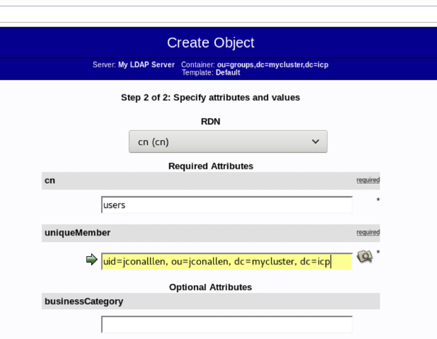 Create Object
Server: My LDAP Server Container: ou=groups,dc=mycluster,dc=icp
Template: Default
Step 2 of 2: Specify attributes and values
RDN
cn (cn)
Required Attributes
cn required
users *
uniqueMember required
uid=jconalllen, ou=jconallen, dc=mycluster, dc=icp *
Optional Attributes
businessCategory